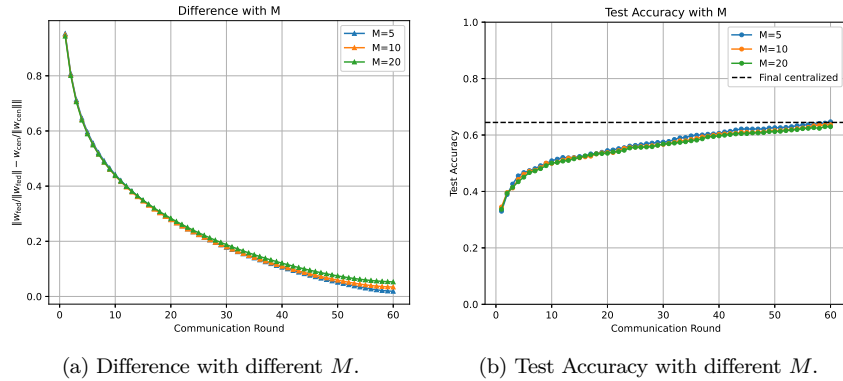 Difference with M
M=5
M=10
M=20
0.8
0.6
0.4
0.2
0.0
‖w_fed/‖w_fed‖ − w_cen/‖w_cen‖‖
0 10 20 30 40 50 60
Communication Round
(a) Difference with different M.
Test Accuracy with M
M=5
M=10
M=20
Final centralized
1.0
0.8
0.6
0.4
0.2
0.0
Test Accuracy
0 10 20 30 40 50 60
Communication Round
(b) Test Accuracy with different M.